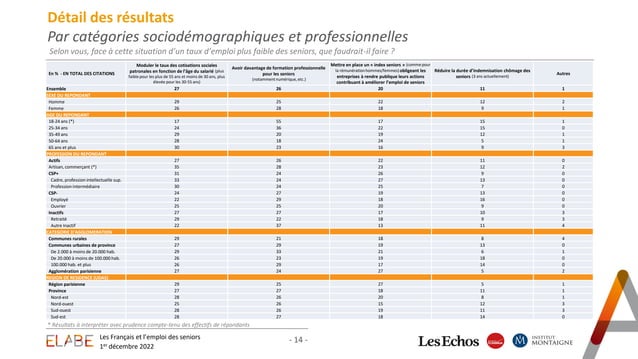 Détail des résultats
Par catégories sociodémographiques et professionnelles
Selon vous, face à cette situation d'un taux d'emploi plus faible des seniors, que faudrait-il faire ?
En % - EN TOTAL DES CITATIONS
Moduler le taux des cotisations sociales patronales en fonction de l'âge du salarié (plus faible pour les plus de 55 ans et moins de 30 ans, plus élevée pour les 30-55 ans)
Avoir davantage de formation professionnelle pour les seniors (notamment numérique, etc.)
Mettre en place un « index seniors » (comme pour la rémunération hommes/femmes) obligeant les entreprises à rendre publique leurs actions contribuant à améliorer l'emploi de seniors
Réduire la durée d'indemnisation chômage des seniors (3 ans actuellement)
Autres
Ensemble 27 26 20 11 1
SEXE DU REPONDANT
Homme 29 25 22 12 2
Femme 26 28 18 9 1
AGE DU REPONDANT
18-24 ans (*) 17 55 17 15 1
25-34 ans 24 36 22 15 0
35-49 ans 29 20 19 12 1
50-64 ans 28 18 24 5 1
65 ans et plus 30 23 16 9 3
PROFESSION DU REPONDANT
Actifs 27 26 22 11 0
Artisan, commerçant (*) 35 28 23 12 2
CSP+ 31 24 26 9 0
Cadre, profession intellectuelle sup. 33 24 27 13 0
Profession intermédiaire 30 24 25 7 0
CSP- 24 27 19 13 0
Employé 22 29 18 16 0
Ouvrier 25 25 20 9 0
Inactifs 27 27 17 10 3
Retraité 29 22 18 9 3
Autre inactif 22 37 13 11 4
CATEGORIE D'AGGLOMERATION
Communes rurales 29 21 18 8 4
Communes urbaines de province 27 29 19 13 0
De 2.000 à moins de 20.000 hab. 29 29 21 6 1
De 20.000 à moins de 100.000 hab. 26 23 19 18 0
100.000 hab. et plus 26 29 17 14 0
Agglomération parisienne 27 24 27 5 2
REGION DE RESIDENCE (UDA5)
Région parisienne 29 25 27 5 1
Province 27 27 18 11 1
Nord-est 28 26 20 8 1
Nord-ouest 25 26 15 12 3
Sud-ouest 28 26 19 11 3
Sud-est 27 27 18 14 0
* Résultats à interpréter avec prudence compte-tenu des effectifs de répondants
ELABE
Les Français et l'emploi des seniors
1er décembre 2022
- 14 -
Les Echos
INSTITUT MONTAIGNE